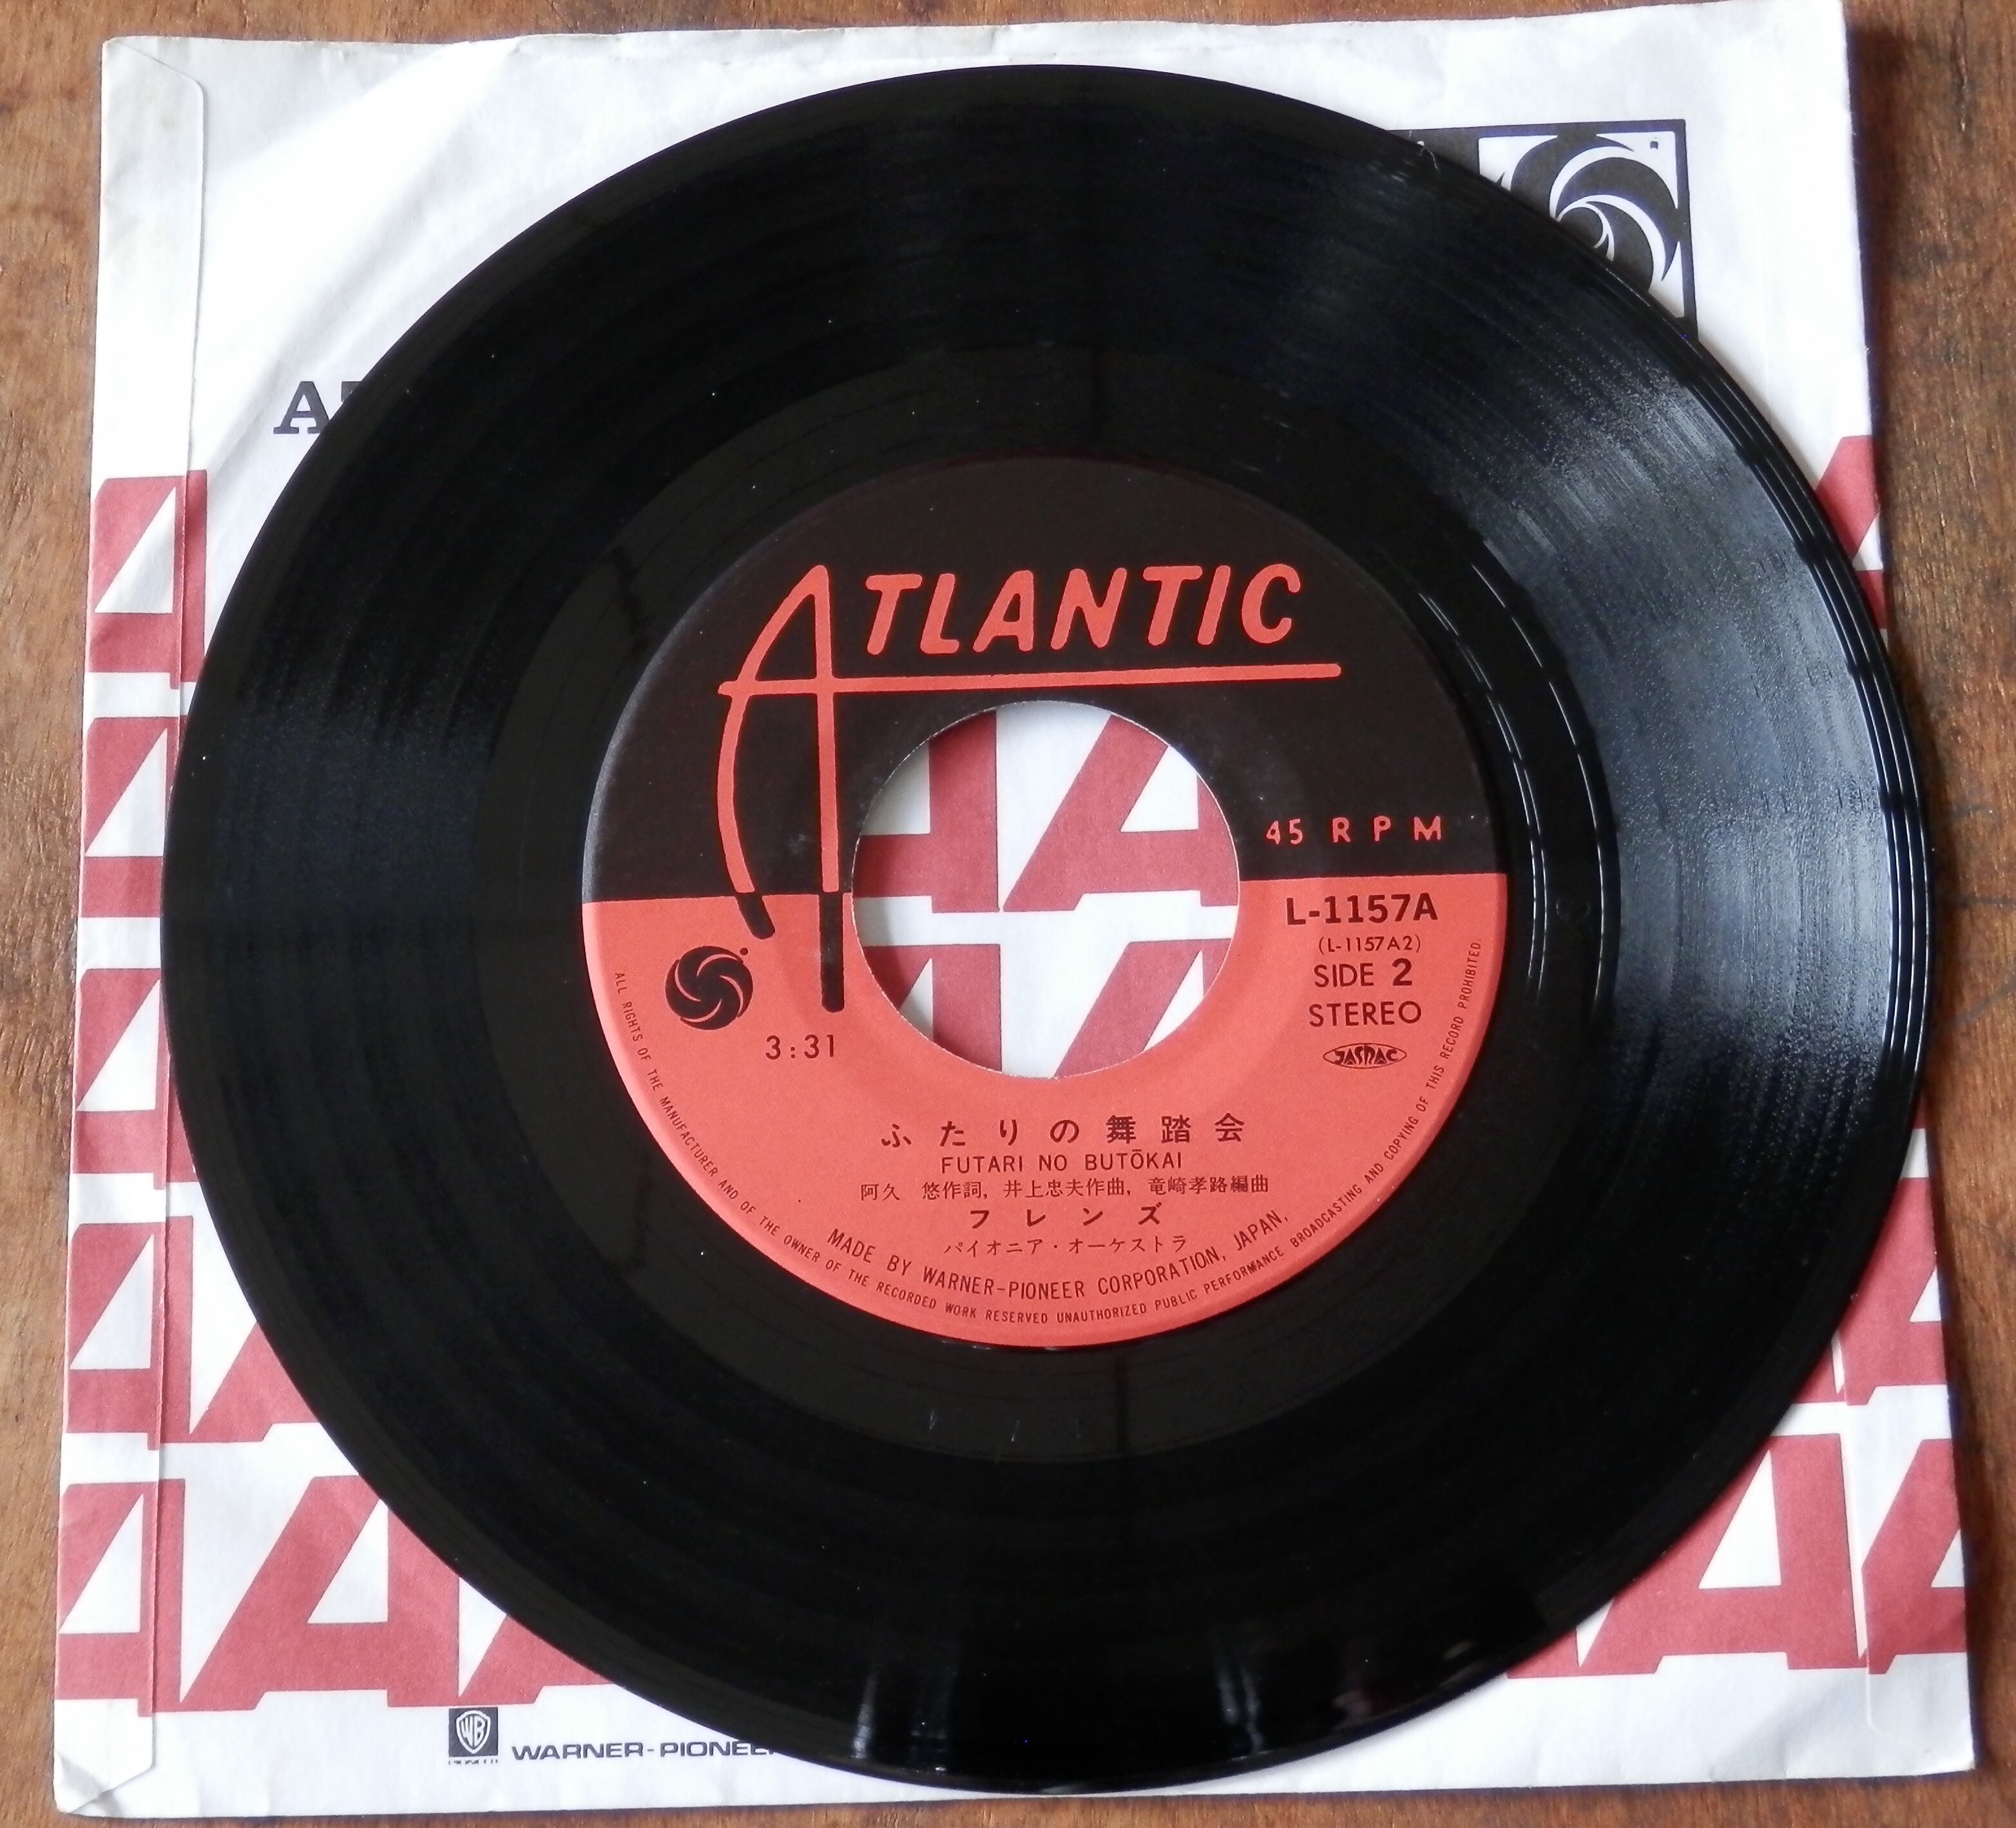 ATLANTIC
45 RPM
L-1157A
(L-1157A2)
SIDE 2
STEREO
JASRAC
3:31
ふたりの舞踏会
FUTARI NO BUTŌKAI
阿久 悠作詞, 井上忠夫作曲, 竜崎孝路編曲
フレンズ
パイオニア・オーケストラ
MADE BY WARNER-PIONEER CORPORATION, JAPAN.
ALL RIGHTS OF THE MANUFACTURER AND OF THE OWNER OF THE RECORDED WORK RESERVED UNAUTHORIZED PUBLIC PERFORMANCE BROADCASTING AND COPYING OF THIS RECORD PROHIBITED.
WB
WARNER-PIONEE